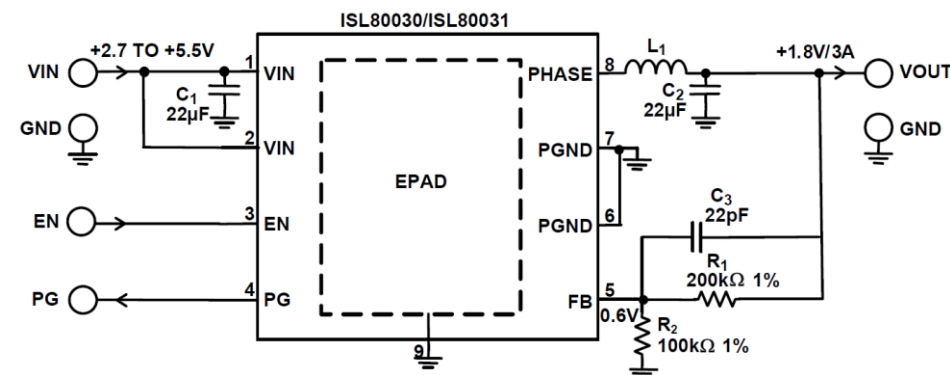 ISL80030/ISL80031
+2.7 TO +5.5V
+1.8V/3A
VIN
1
VIN
C1
22µF
GND
2
VIN
EPAD
EN
3
EN
PG
4
PG
9
PHASE
8
L1
C2
22µF
VOUT
GND
PGND
7
PGND
6
C3
22pF
R1
200kΩ 1%
FB
5
0.6V
R2
100kΩ 1%